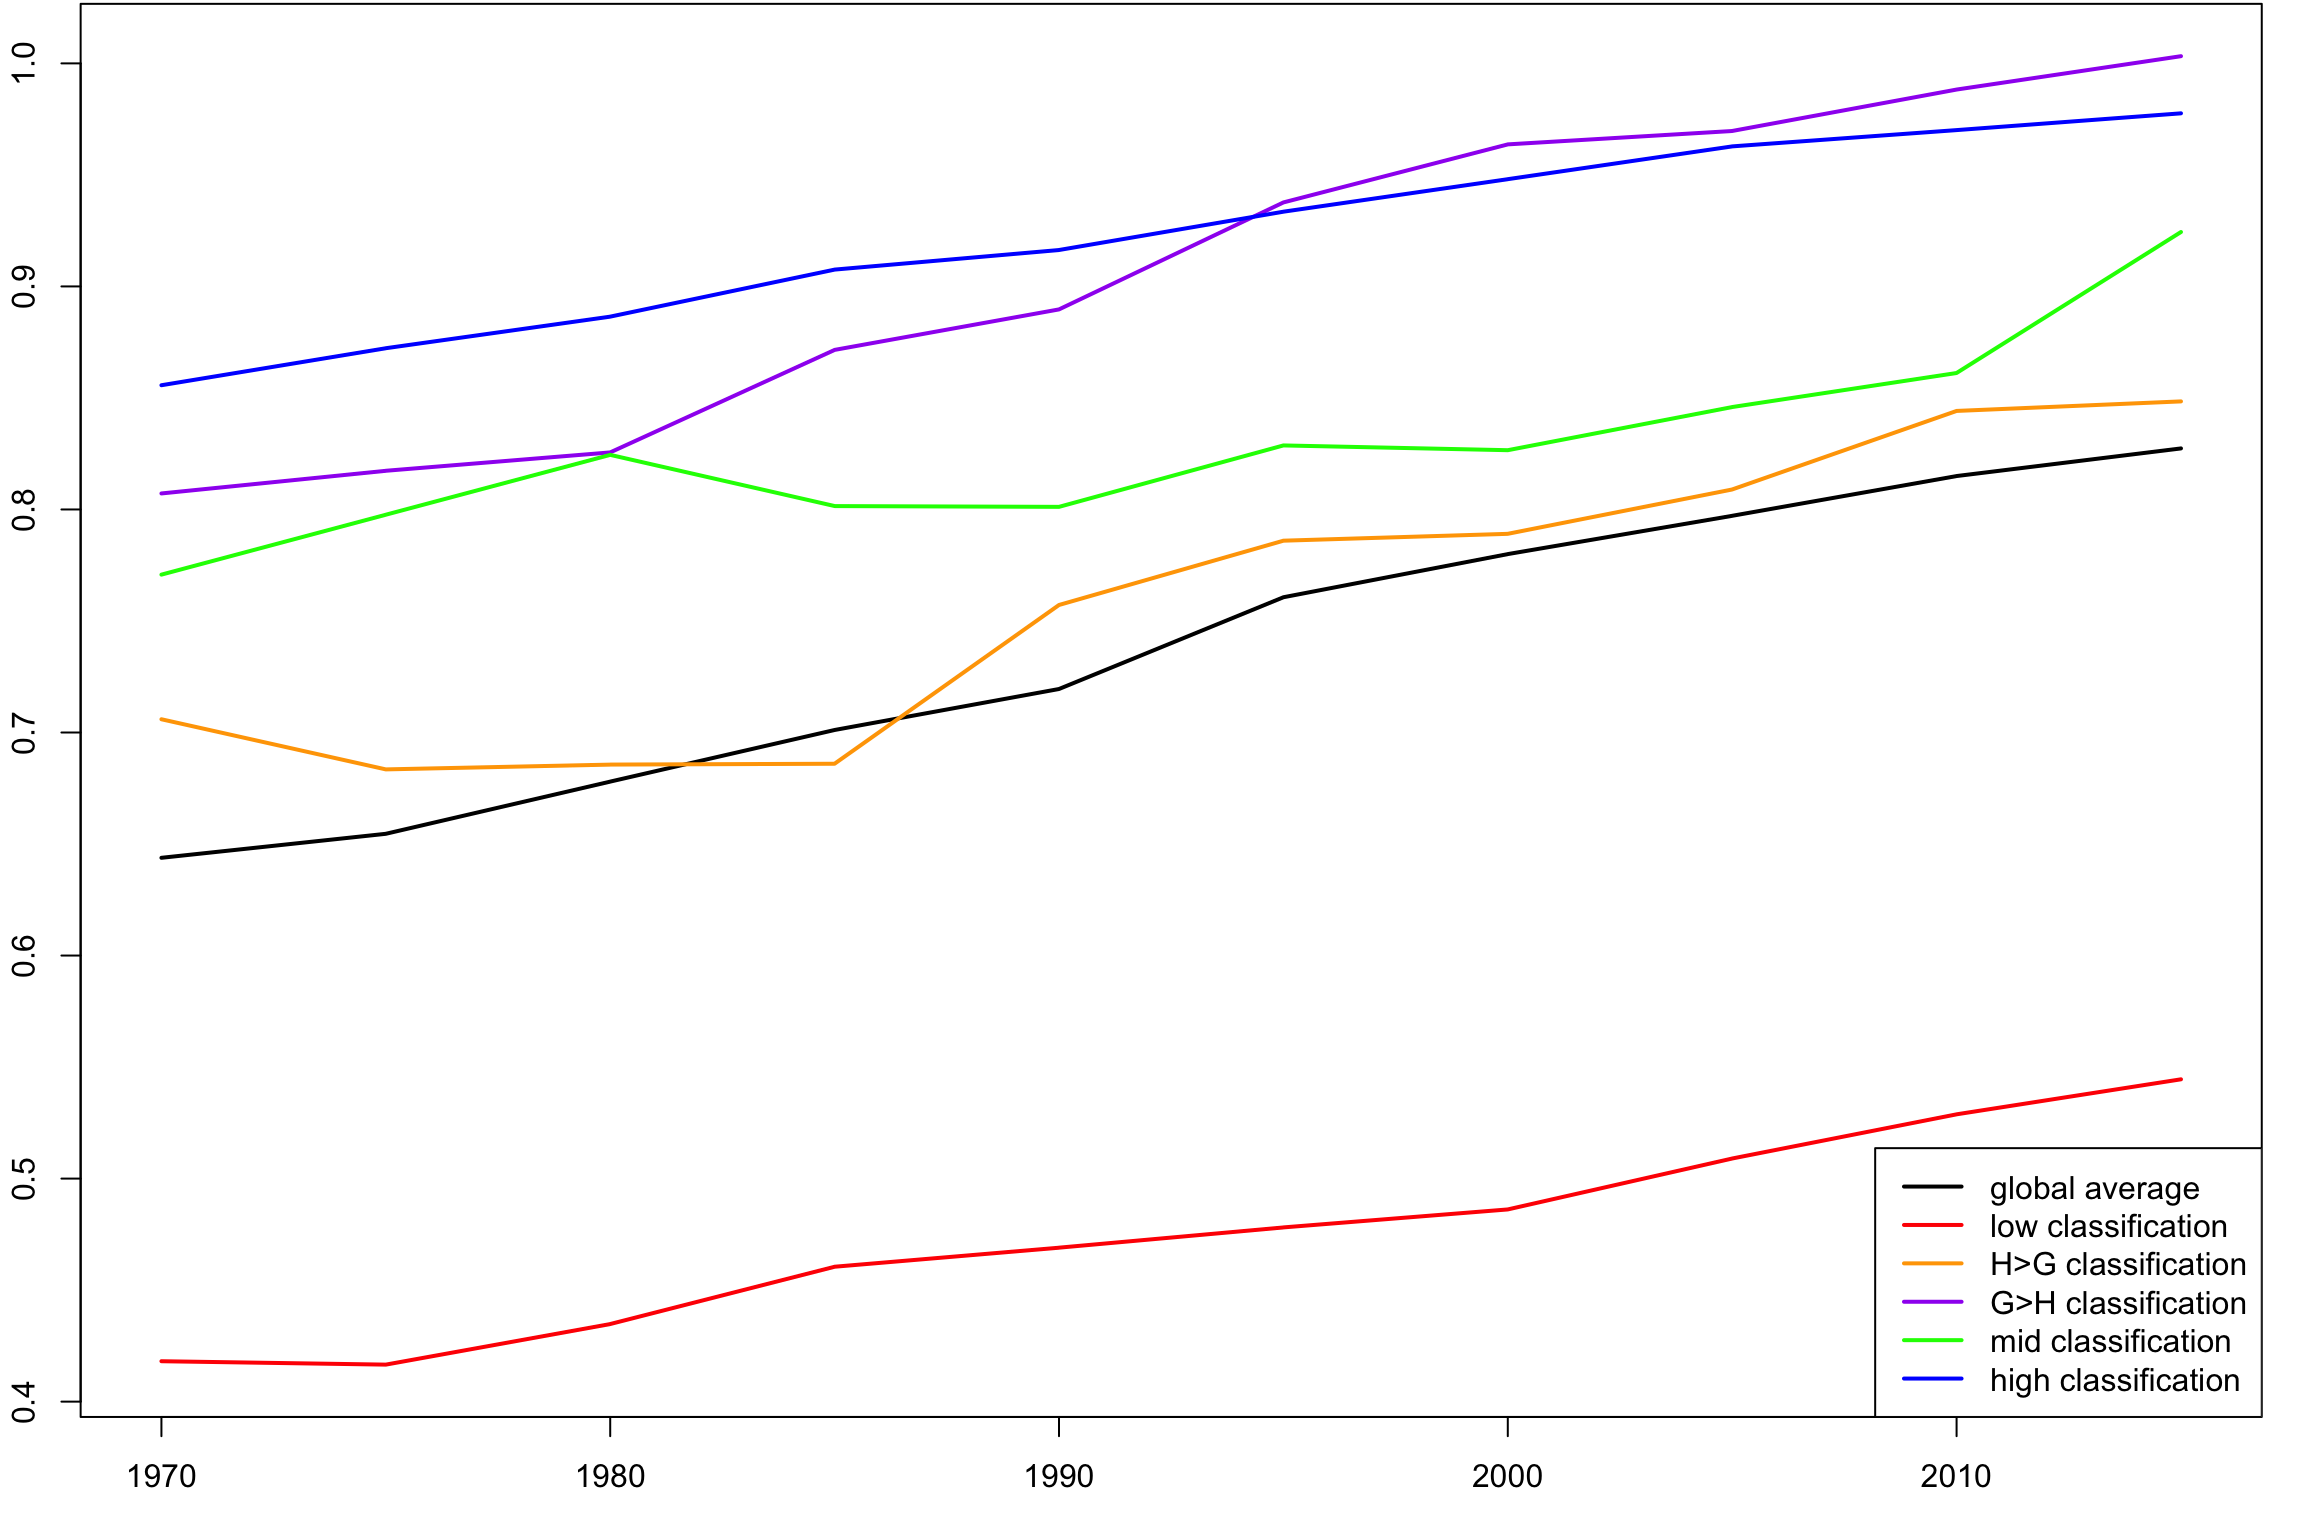 1.0
0.9
0.8
0.7
0.6
0.5
0.4
1970
1980
1990
2000
2010
global average
low classification
H>G classification
G>H classification
mid classification
high classification